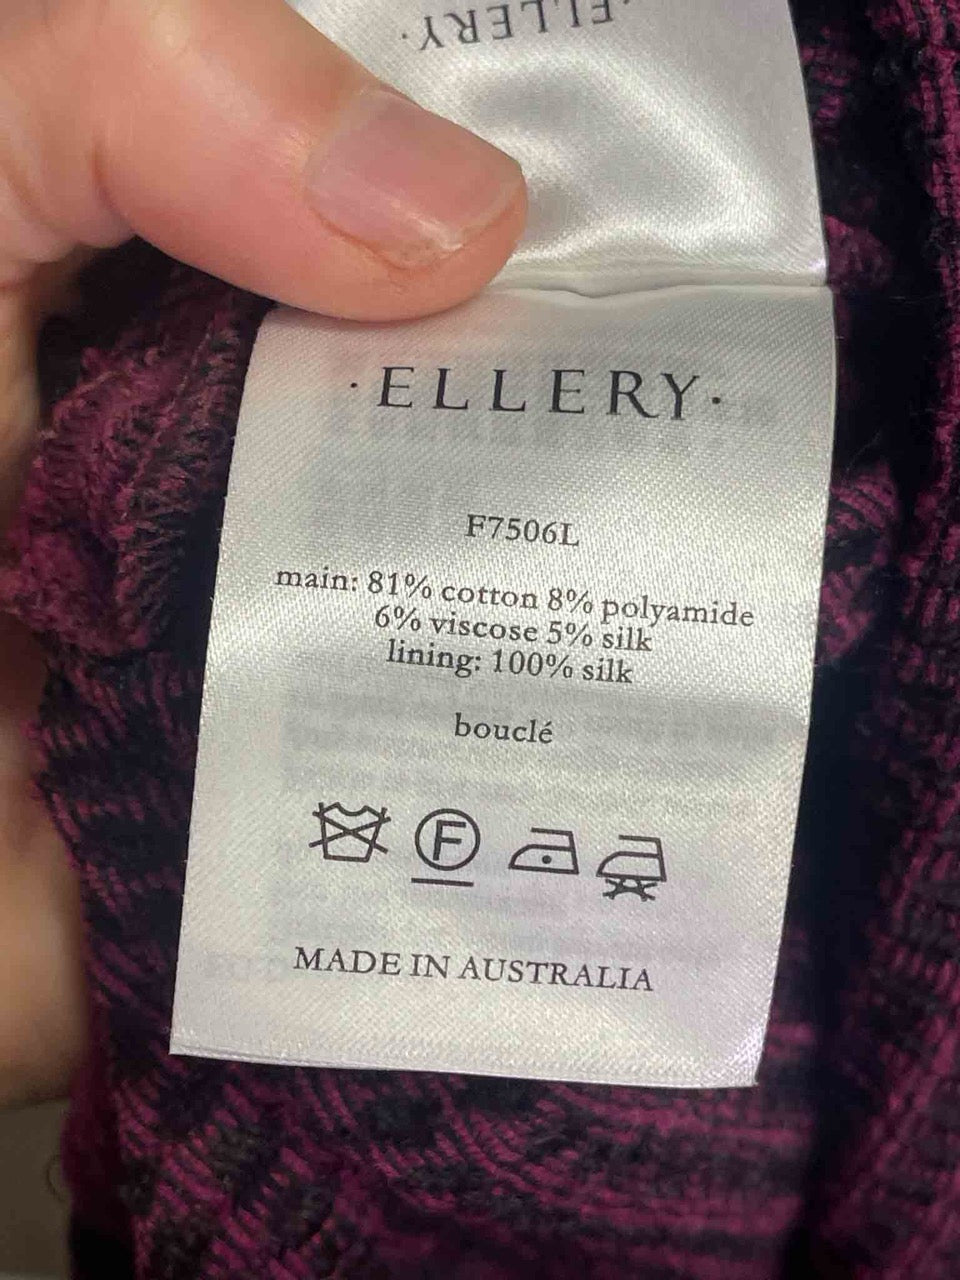 ·ELLERY·
·ELLERY·
F7506L
main: 81% cotton 8% polyamide
6% viscose 5% silk
lining: 100% silk
bouclé
F
MADE IN AUSTRALIA